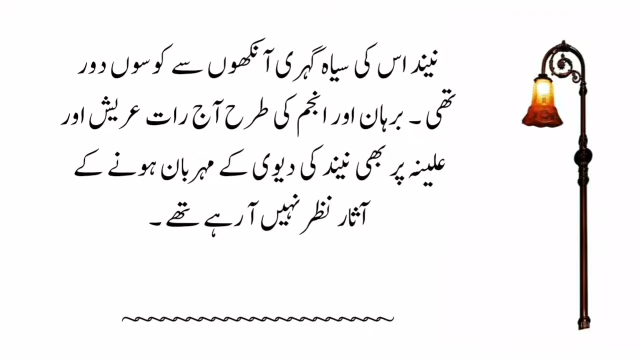 نیند اس کی سیاہ گہری آنکھوں سے کوسوں دور
تھی ۔ برہان اور انجم کی طرح آج رات عریش اور
علینہ پر بھی نیند کی دیوی کے مہربان ہونے کے
آثار نظر نہیں آ رہے تھے ۔